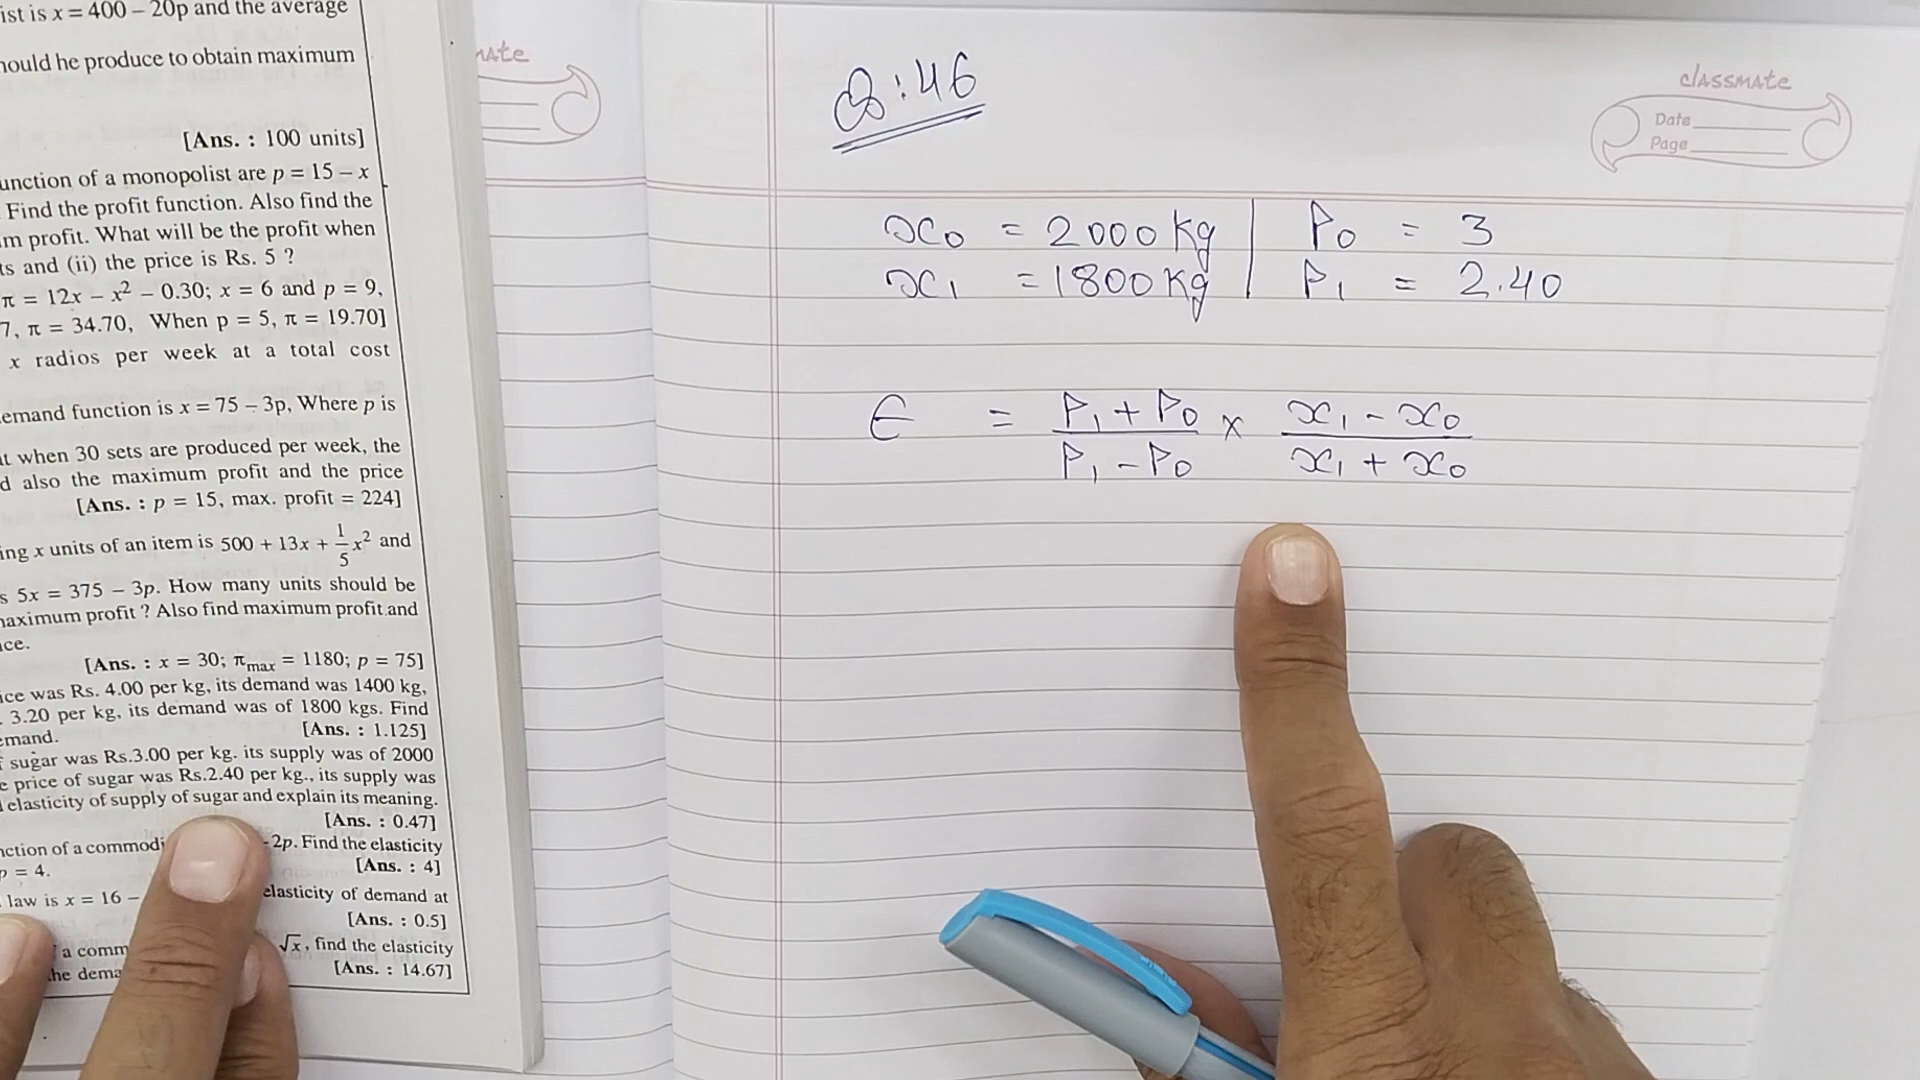 ist is x = 400 – 20p and the average
hould he produce to obtain maximum
[Ans. : 100 units]
unction of a monopolist are p = 15 – x
Find the profit function. Also find the
m profit. What will be the profit when
ts and (ii) the price is Rs. 5 ?
π = 12x – x² – 0.30; x = 6 and p = 9,
7, π = 34.70, When p = 5, π = 19.70]
x radios per week at a total cost
emand function is x = 75 – 3p, Where p is
at when 30 sets are produced per week, the
d also the maximum profit and the price
[Ans. : p = 15, max. profit = 224]
ing x units of an item is 500 + 13x + 1/5 x² and
s 5x = 375 – 3p. How many units should be
naximum profit ? Also find maximum profit and
ice.
[Ans. : x = 30; πmax = 1180; p = 75]
ice was Rs. 4.00 per kg, its demand was 1400 kg,
. 3.20 per kg, its demand was of 1800 kgs. Find
emand.
[Ans. : 1.125]
f sugar was Rs.3.00 per kg. its supply was of 2000
e price of sugar was Rs.2.40 per kg., its supply was
l elasticity of supply of sugar and explain its meaning.
[Ans. : 0.47]
nction of a commodi - 2p. Find the elasticity
p = 4.
[Ans. : 4]
law is x = 16 – elasticity of demand at
[Ans. : 0.5]
a comm √x, find the elasticity
he dema
[Ans. : 14.67]
mate
classmate
Date
Page
Q:46
x₀ = 2000 kg | P₀ = 3
x₁ = 1800 kg | P₁ = 2.40
ϵ = P₁ + P₀ / P₁ - P₀ × x₁ - x₀ / x₁ + x₀